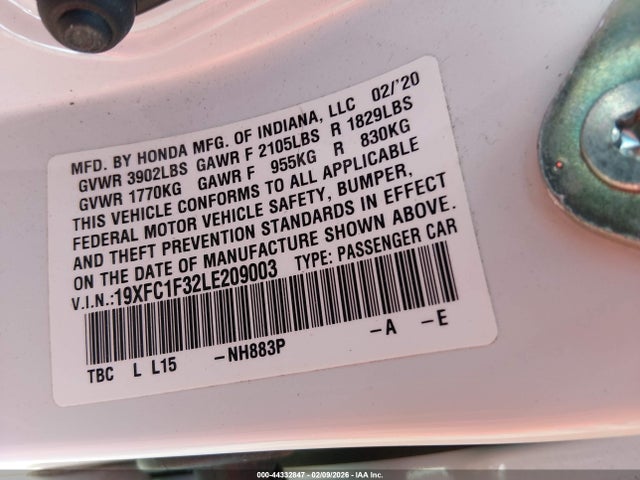 MFD. BY HONDA MFG. OF INDIANA, LLC 02/'20
GVWR 3902LBS GAWR F 2105LBS R 1829LBS
GVWR 1770KG GAWR F 955KG R 830KG
THIS VEHICLE CONFORMS TO ALL APPLICABLE
FEDERAL MOTOR VEHICLE SAFETY, BUMPER,
AND THEFT PREVENTION STANDARDS IN EFFECT
ON THE DATE OF MANUFACTURE SHOWN ABOVE.
V.I.N.:19XFC1F32LE209003 TYPE: PASSENGER CAR
TBC L L15 -NH883P -A -E
000-44332847 - 02/09/2026 - IAA Inc.